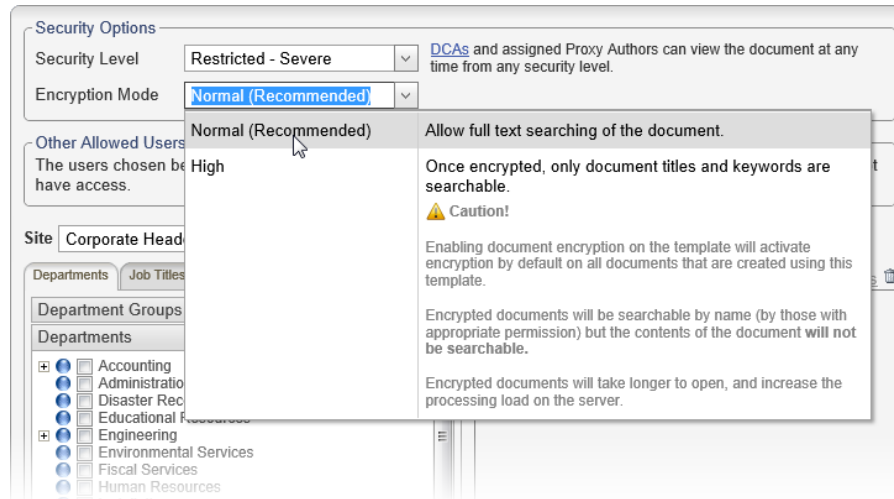 Security Options
Security Level
Restricted - Severe
DCAs and assigned Proxy Authors can view the document at any
time from any security level.
Encryption Mode
Normal (Recommended)
Normal (Recommended)
Allow full text searching of the document.
High
Once encrypted, only document titles and keywords are
searchable.
Caution!
Enabling document encryption on the template will activate
encryption by default on all documents that are created using this
template.
Encrypted documents will be searchable by name (by those with
appropriate permission) but the contents of the document will not
be searchable.
Encrypted documents will take longer to open, and increase the
processing load on the server.
Other Allowed Users
The users chosen be
have access.
Site
Corporate Head
Departments
Job Titles
Department Groups
Departments
Accounting
Administratio
Disaster Rec
Educational Resources
Engineering
Environmental Services
Fiscal Services
Human Resources